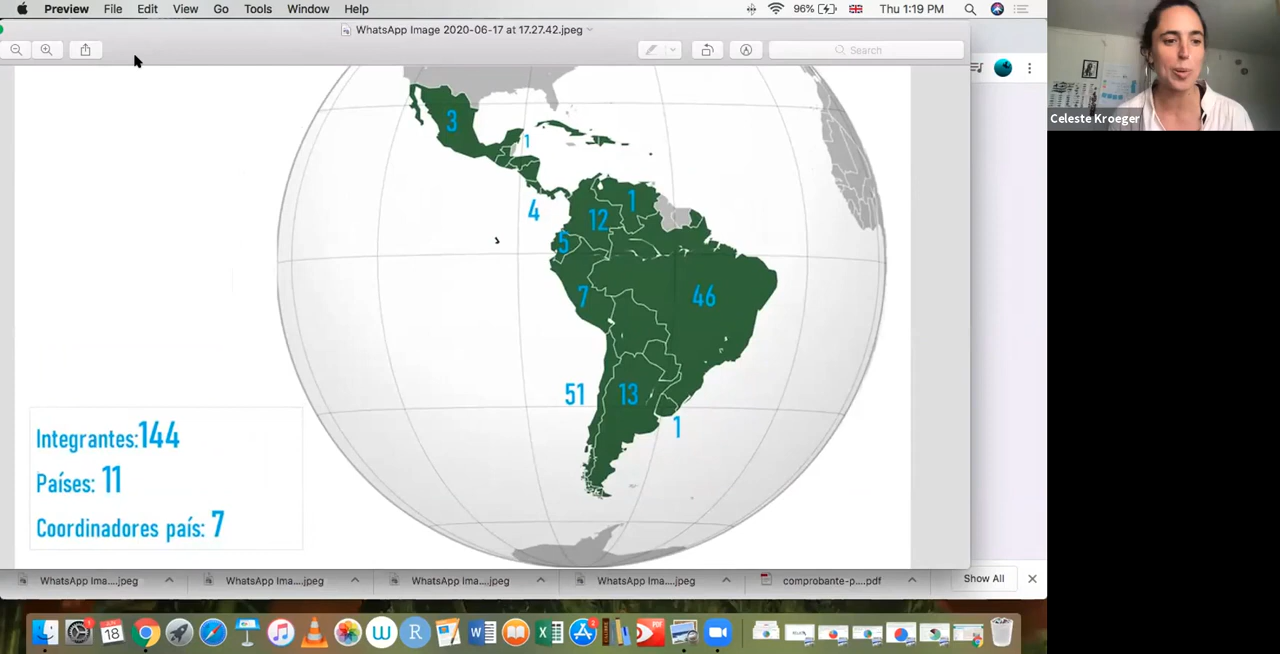 Preview File Edit View Go Tools Window Help 96% Thu 1:19 PM
WhatsApp Image 2020-06-17 at 17.27.42.jpeg
Search
Celeste Kroeger
3
1
4
12
1
5
7
46
51
13
1
Integrantes:144
Países: 11
Coordinadores país: 7
WhatsApp Ima....jpeg WhatsApp Ima....jpeg WhatsApp Ima....jpeg WhatsApp Ima....jpeg comprobante-p....pdf Show All
JUN 18 W R W X PDF